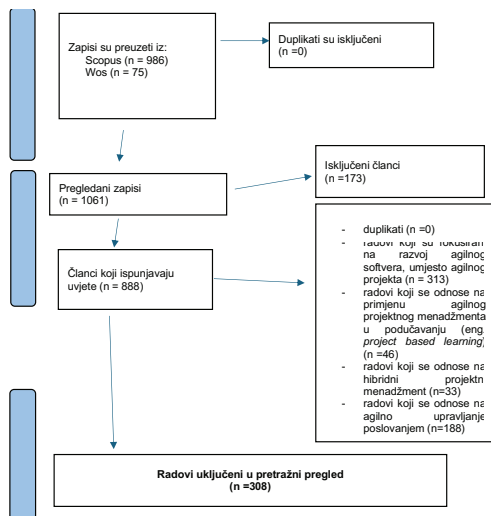 Zapisi su preuzeti iz:
Scopus (n = 986)
Wos (n = 75)
Duplikati su isključeni
(n =0)
Pregledani zapisi
(n = 1061)
Isključeni članci
(n =173)
Članci koji ispunjavaju
uvjete (n = 888)
- duplikati (n =0)
- radovi koji su fokusirani
na razvoj agilnog
softvera, umjesto agilnog
projekta (n = 313)
- radovi koji se odnose na
primjenu agilnog
projektnog menadžmenta
u podučavanju (eng.
project based learning)
(n =46)
- radovi koji se odnose na
hibridni projektn
menadžment (n=33)
- radovi koji se odnose na
agilno upravljanje
poslovanjem (n=188)
Radovi uključeni u pretražni pregled
(n =308)